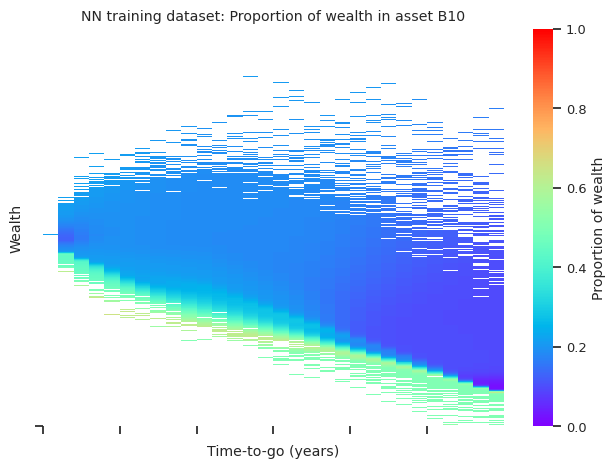 NN training dataset: Proportion of wealth in asset B10
Wealth
Time-to-go (years)
1.0
0.8
0.6
0.4
0.2
0.0
Proportion of wealth